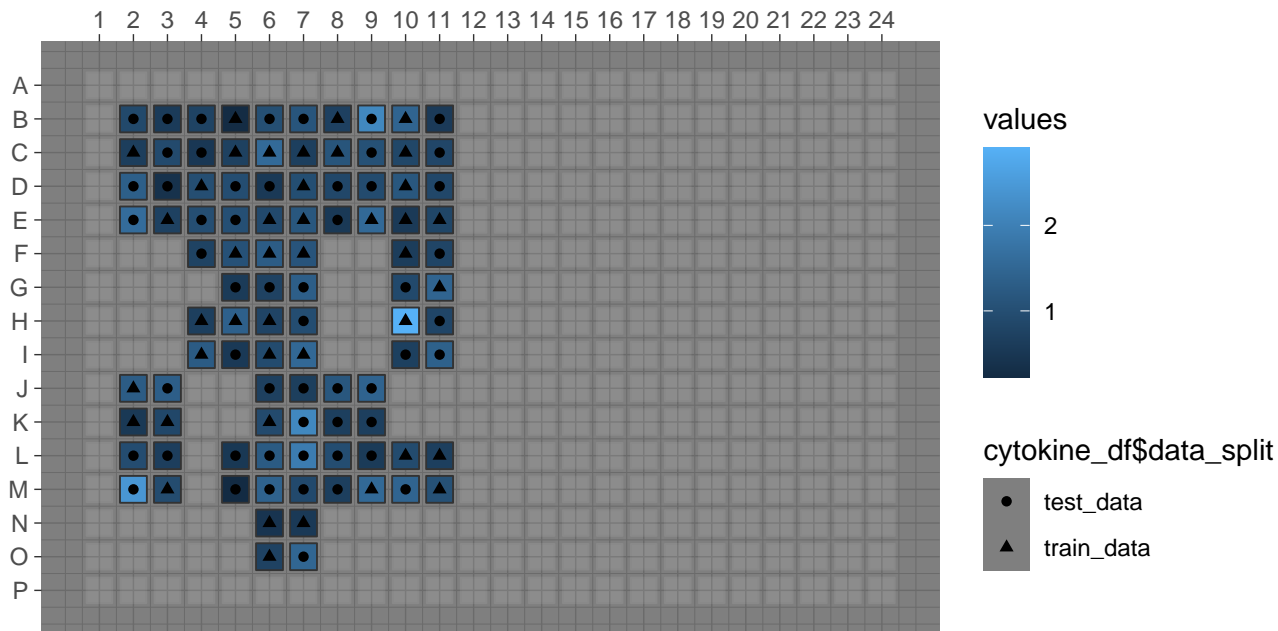 1 2 3 4 5 6 7 8 9 10 11 12 13 14 15 16 17 18 19 20 21 22 23 24
A
B
C
D
E
F
G
H
I
J
K
L
M
N
O
P
values
2
1
cytokine_df$data_split
test_data
train_data